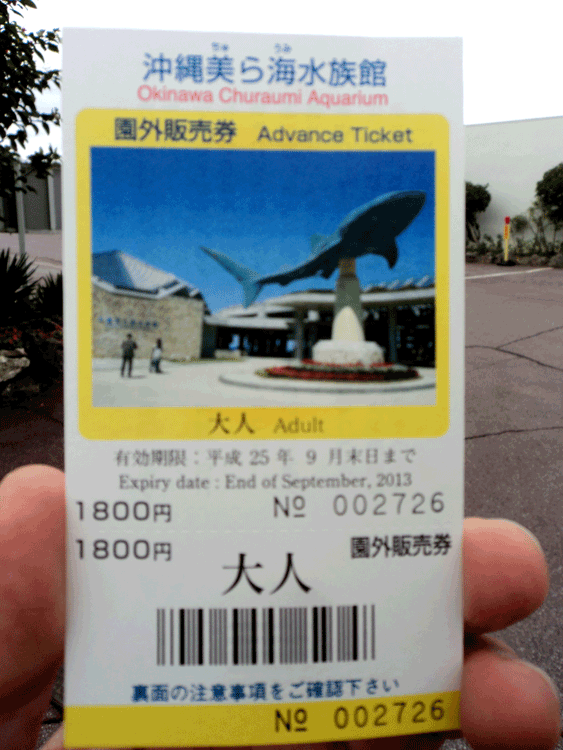 ちゅ うみ
沖縄美ら海水族館
Okinawa Churaumi Aquarium
園外販売券 Advance Ticket
大人 Adult
有効期限：平成 25 年 9 月末日まで
Expiry date : End of September, 2013
1800円 № 002726
1800円 園外販売券
大人
裏面の注意事項をご確認下さい
№ 002726